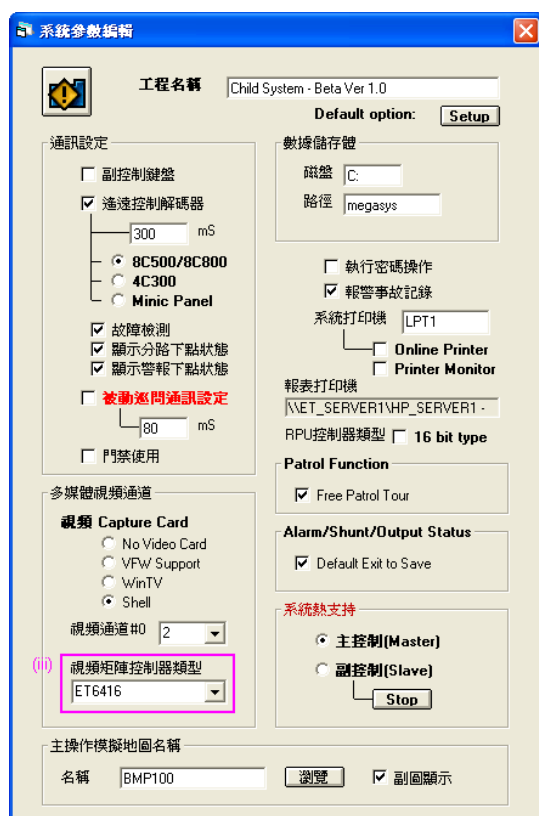 系統參數編輯
工程名稱 Child System - Beta Ver 1.0
Default option: Setup
通訊設定
副控制鍵盤
遙遠控制解碼器
300 mS
8C500/8C800
4C300
Minic Panel
故障檢測
顯示分路下點狀態
顯示警報下點狀態
被動巡問通訊設定
80 mS
門禁使用
數據儲存體
磁盤 C:
路徑 megasys
執行密碼操作
報警事故記錄
系統打印機 LPT1
Online Printer
Printer Monitor
報表打印機
\\ET_SERVER1\HP_SERVER1 -
RPU控制器類型 16 bit type
Patrol Function
Free Patrol Tour
多媒體視頻通道
視頻 Capture Card
No Video Card
VFW Support
WinTV
Shell
視頻通道#0 2
(iii) 視頻矩陣控制器類型
ET6416
Alarm/Shunt/Output Status
Default Exit to Save
系統熱支持
主控制(Master)
副控制(Slave)
Stop
主操作模擬地圖名稱
名稱 BMP100 瀏覽 副圖顯示